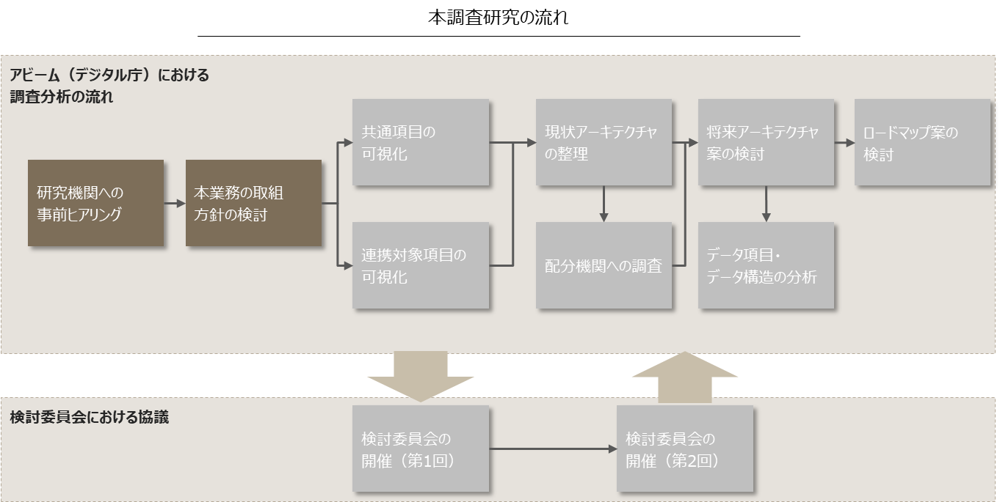 本調査研究の流れ
アビーム（デジタル庁）における
調査分析の流れ
研究機関への
事前ヒアリング
本業務の取組
方針の検討
共通項目の
可視化
連携対象項目の
可視化
現状アーキテクチャ
の整理
配分機関への調査
将来アーキテクチャ
案の検討
データ項目・
データ構造の分析
ロードマップ案の
検討
検討委員会における協議
検討委員会の
開催（第1回）
検討委員会の
開催（第2回）